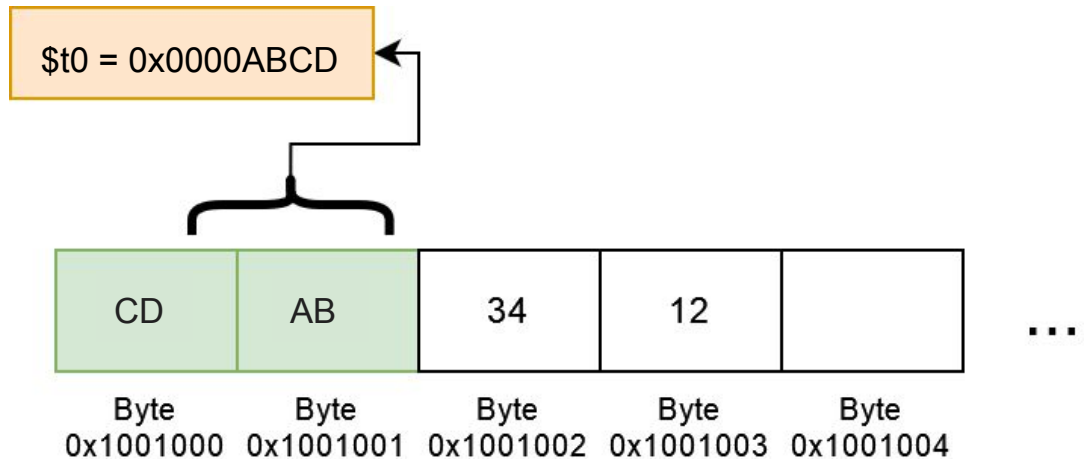 $t0 = 0x0000ABCD
CD AB 34 12
...
Byte Byte Byte Byte Byte
0x1001000 0x1001001 0x1001002 0x1001003 0x1001004